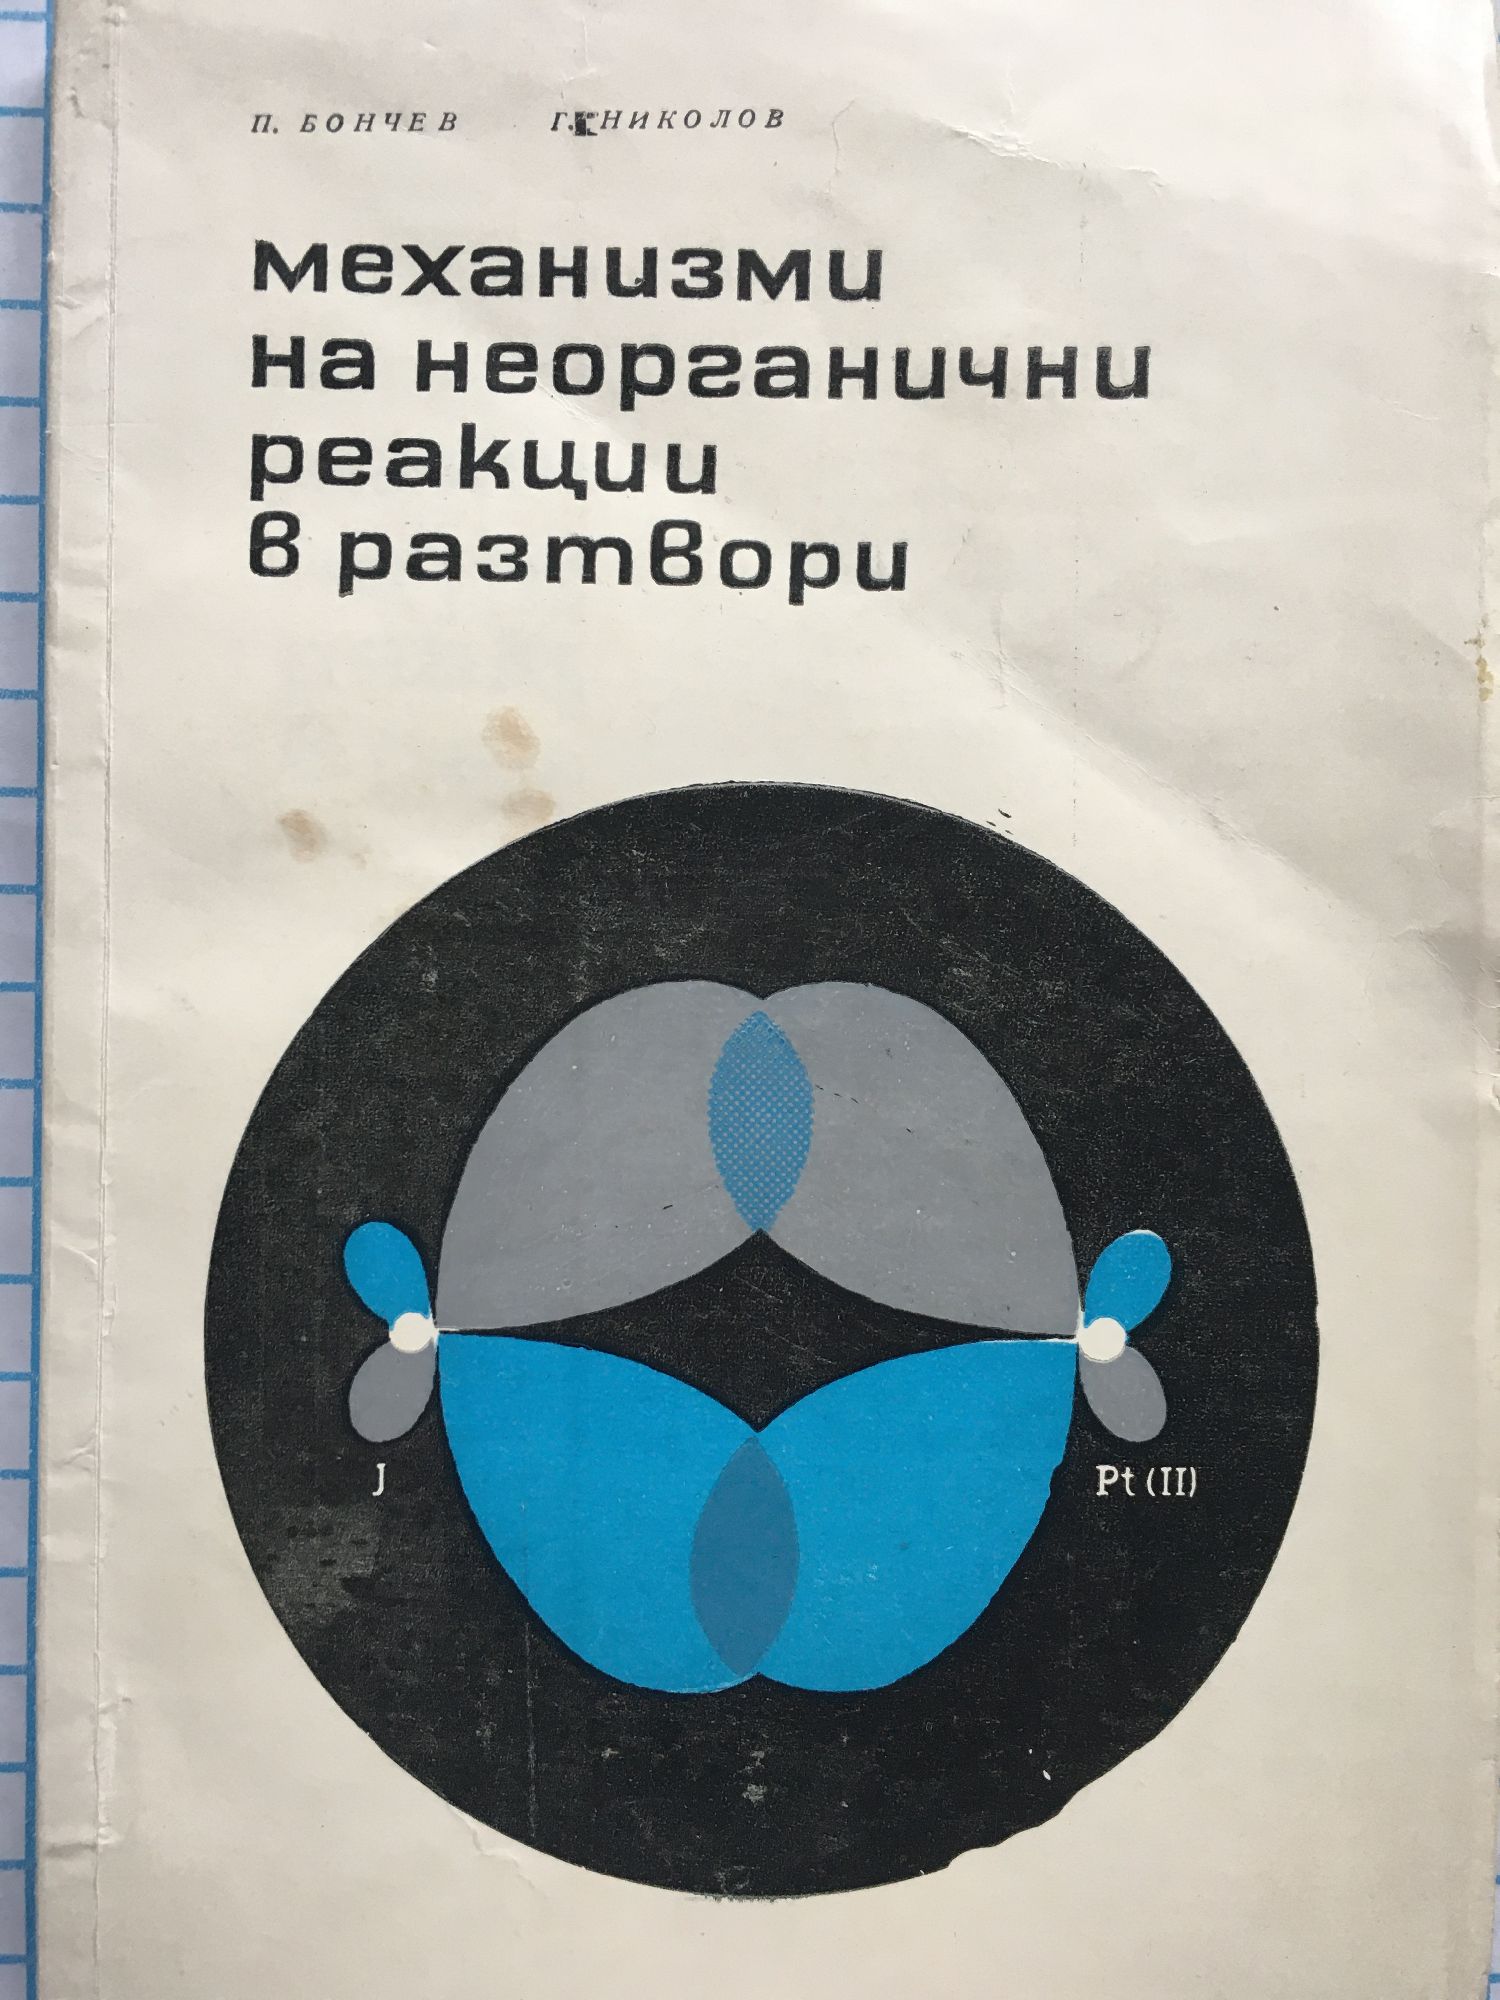 П. БОНЧЕВ Г. НИКОЛОВ
механизми
на неорганични
реакции
в разтвори
J
Pt (II)